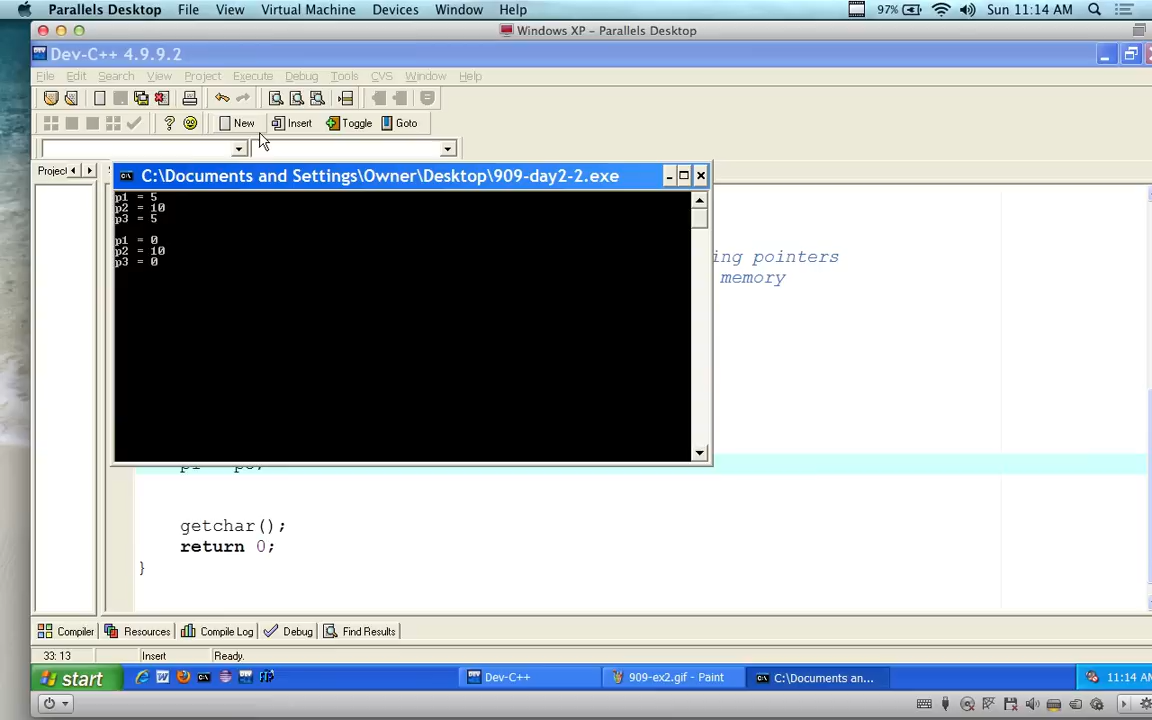 Parallels Desktop File View Virtual Machine Devices Window Help 97% Sun 11:14 AM
Windows XP – Parallels Desktop
Dev-C++ 4.9.9.2
File Edit Search View Project Execute Debug Tools CVS Window Help
New Insert Toggle Goto
Project
C:\Documents and Settings\Owner\Desktop\909-day2-2.exe
p1 = 5
p2 = 10
p3 = 5
p1 = 0
p2 = 10
p3 = 0
ing pointers
memory
getchar();
return 0;
}
Compiler Resources Compile Log Debug Find Results
33: 13 Insert Ready.
start Dev-C++ 909-ex2.gif - Paint C:\Documents an... 11:14 AM